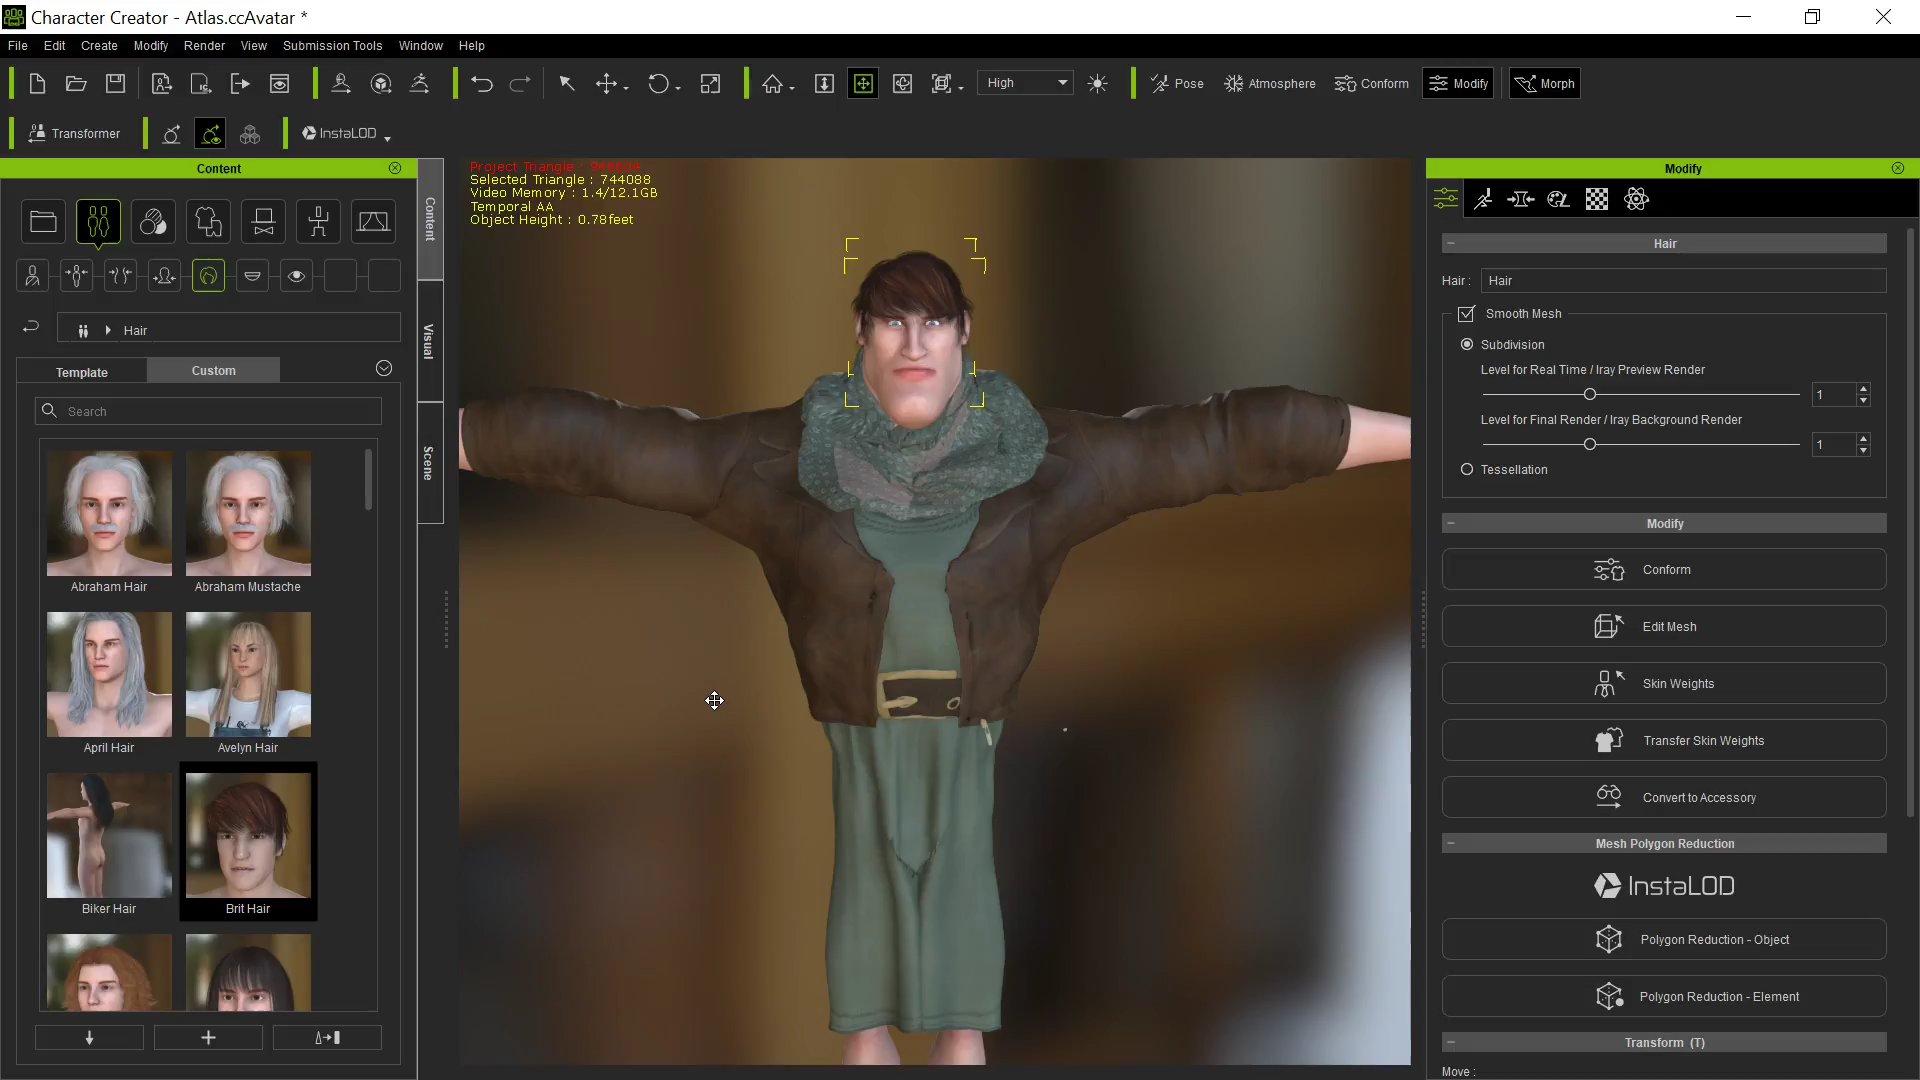 Character Creator - Atlas.ccAvatar *
File Edit Create Modify Render View Submission Tools Window Help
High Pose Atmosphere Conform Modify Morph
Transformer InstaLOD
Content
Hair
Template Custom
Search
Abraham Hair Abraham Mustache
April Hair Avelyn Hair
Biker Hair Brit Hair
Content
Visual
Scene
Project Triangle :
Selected Triangle : 744088
Video Memory : 1.4/12.1GB
Temporal AA
Object Height : 0.78feet
Modify
Hair
Hair : Hair
Smooth Mesh
Subdivision
Level for Real Time / Iray Preview Render
1
Level for Final Render / Iray Background Render
1
Tessellation
Modify
Conform
Edit Mesh
Skin Weights
Transfer Skin Weights
Convert to Accessory
Mesh Polygon Reduction
InstaLOD
Polygon Reduction - Object
Polygon Reduction - Element
Transform (T)
Move :